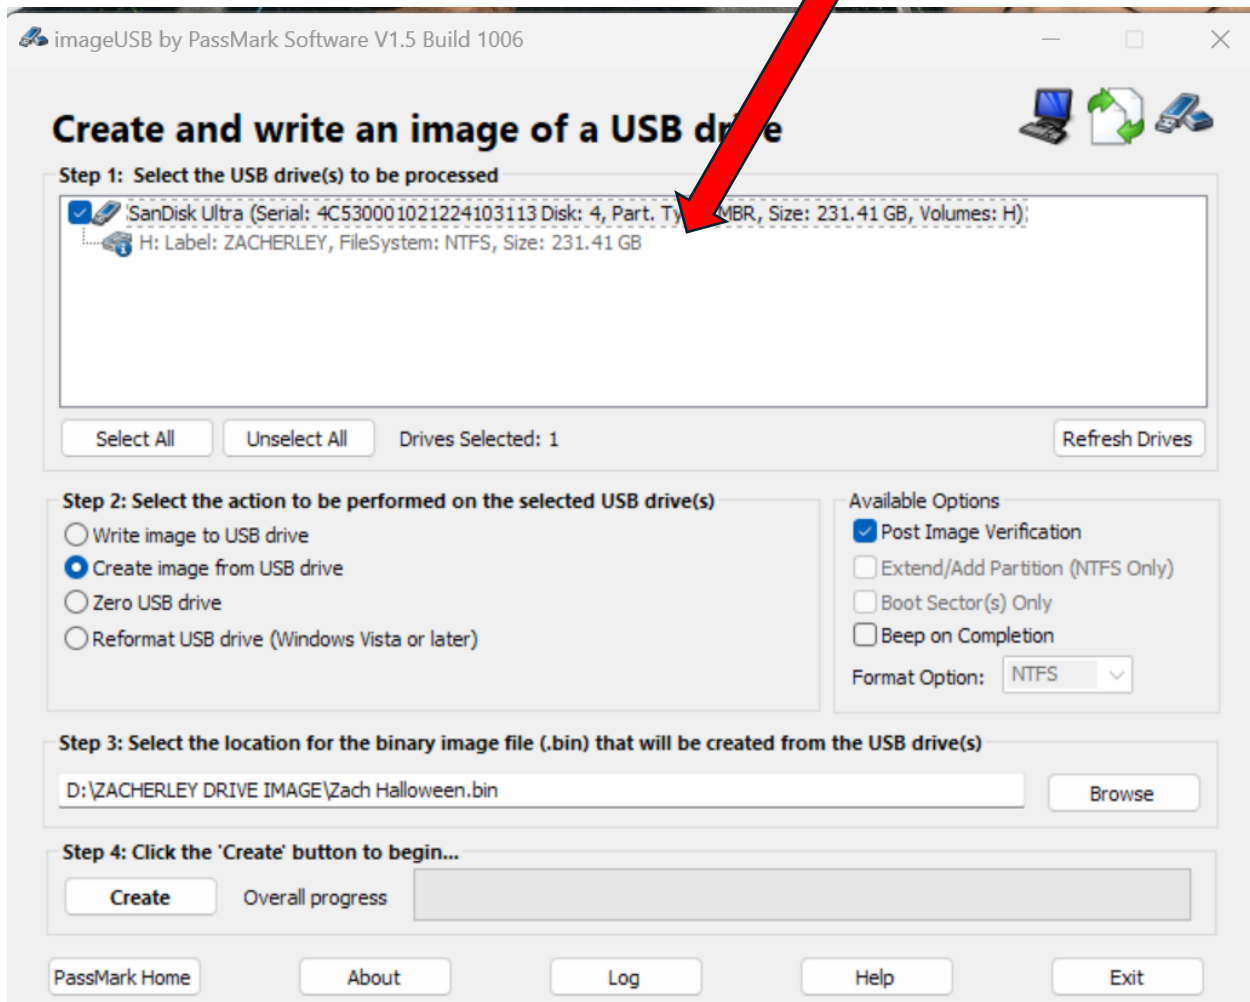 imageUSB by PassMark Software V1.5 Build 1006
Create and write an image of a USB drive
Step 1: Select the USB drive(s) to be processed
SanDisk Ultra (Serial: 4C530001021224103113 Disk: 4, Part. Ty MBR, Size: 231.41 GB, Volumes: H)
H: Label: ZACHERLEY, FileSystem: NTFS, Size: 231.41 GB
Select All Unselect All Drives Selected: 1 Refresh Drives
Step 2: Select the action to be performed on the selected USB drive(s)
Write image to USB drive
Create image from USB drive
Zero USB drive
Reformat USB drive (Windows Vista or later)
Available Options
Post Image Verification
Extend/Add Partition (NTFS Only)
Boot Sector(s) Only
Beep on Completion
Format Option: NTFS
Step 3: Select the location for the binary image file (.bin) that will be created from the USB drive(s)
D:\ZACHERLEY DRIVE IMAGE\Zach Halloween.bin Browse
Step 4: Click the 'Create' button to begin...
Create Overall progress
PassMark Home About Log Help Exit